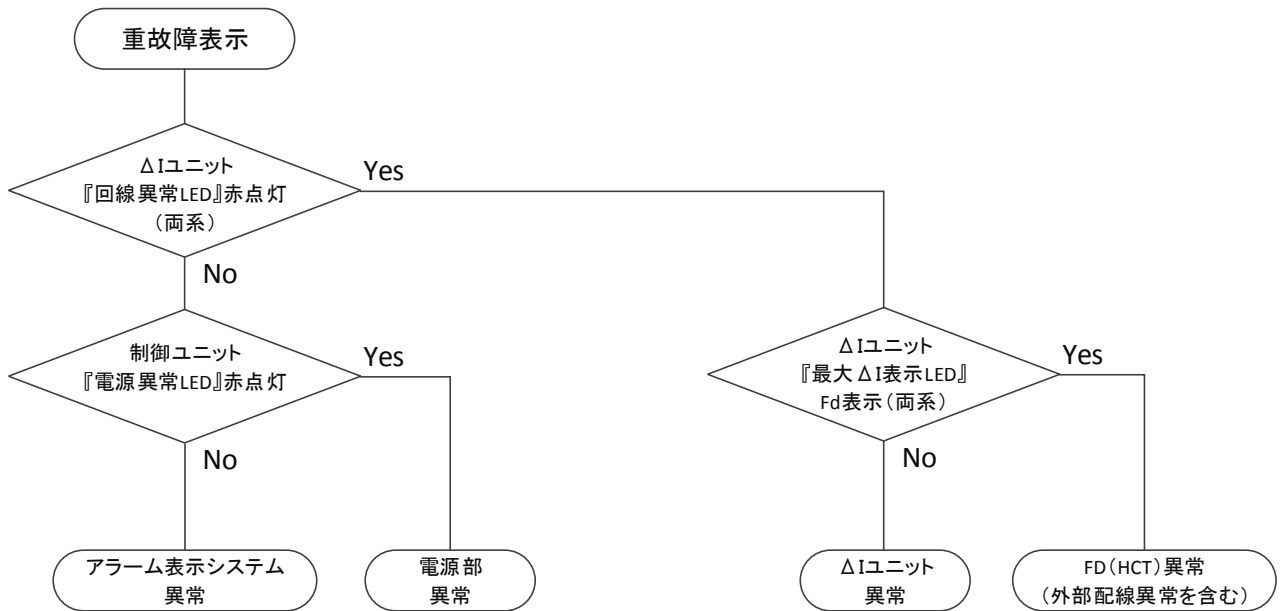 重故障表示
ΔIユニット
『回線異常LED』赤点灯
（両系）
Yes
No
制御ユニット
『電源異常LED』赤点灯
Yes
No
ΔIユニット
『最大ΔI表示LED』
Fd表示（両系）
Yes
No
アラーム表示システム
異常
電源部
異常
ΔIユニット
異常
FD（HCT）異常
（外部配線異常を含む）